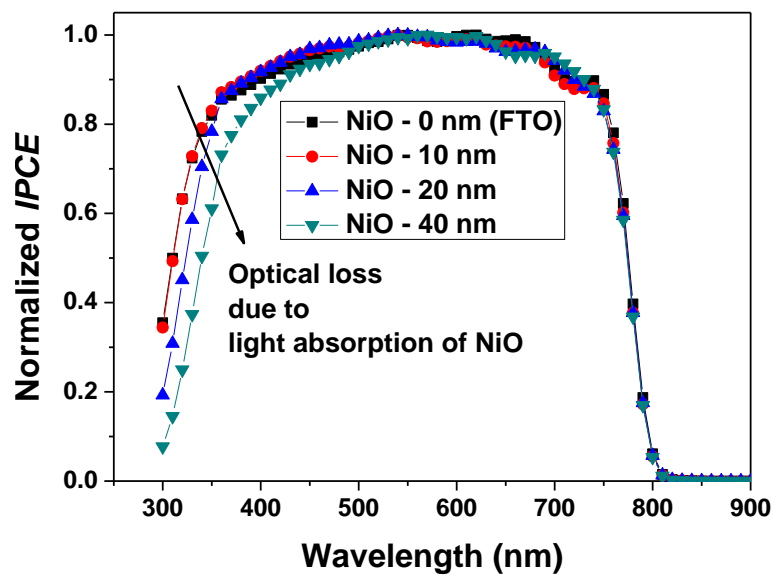 1.0
0.8
0.6
0.4
0.2
0.0
Normalized IPCE
NiO - 0 nm (FTO)
NiO - 10 nm
NiO - 20 nm
NiO - 40 nm
Optical loss
due to
light absorption of NiO
300 400 500 600 700 800 900
Wavelength (nm)